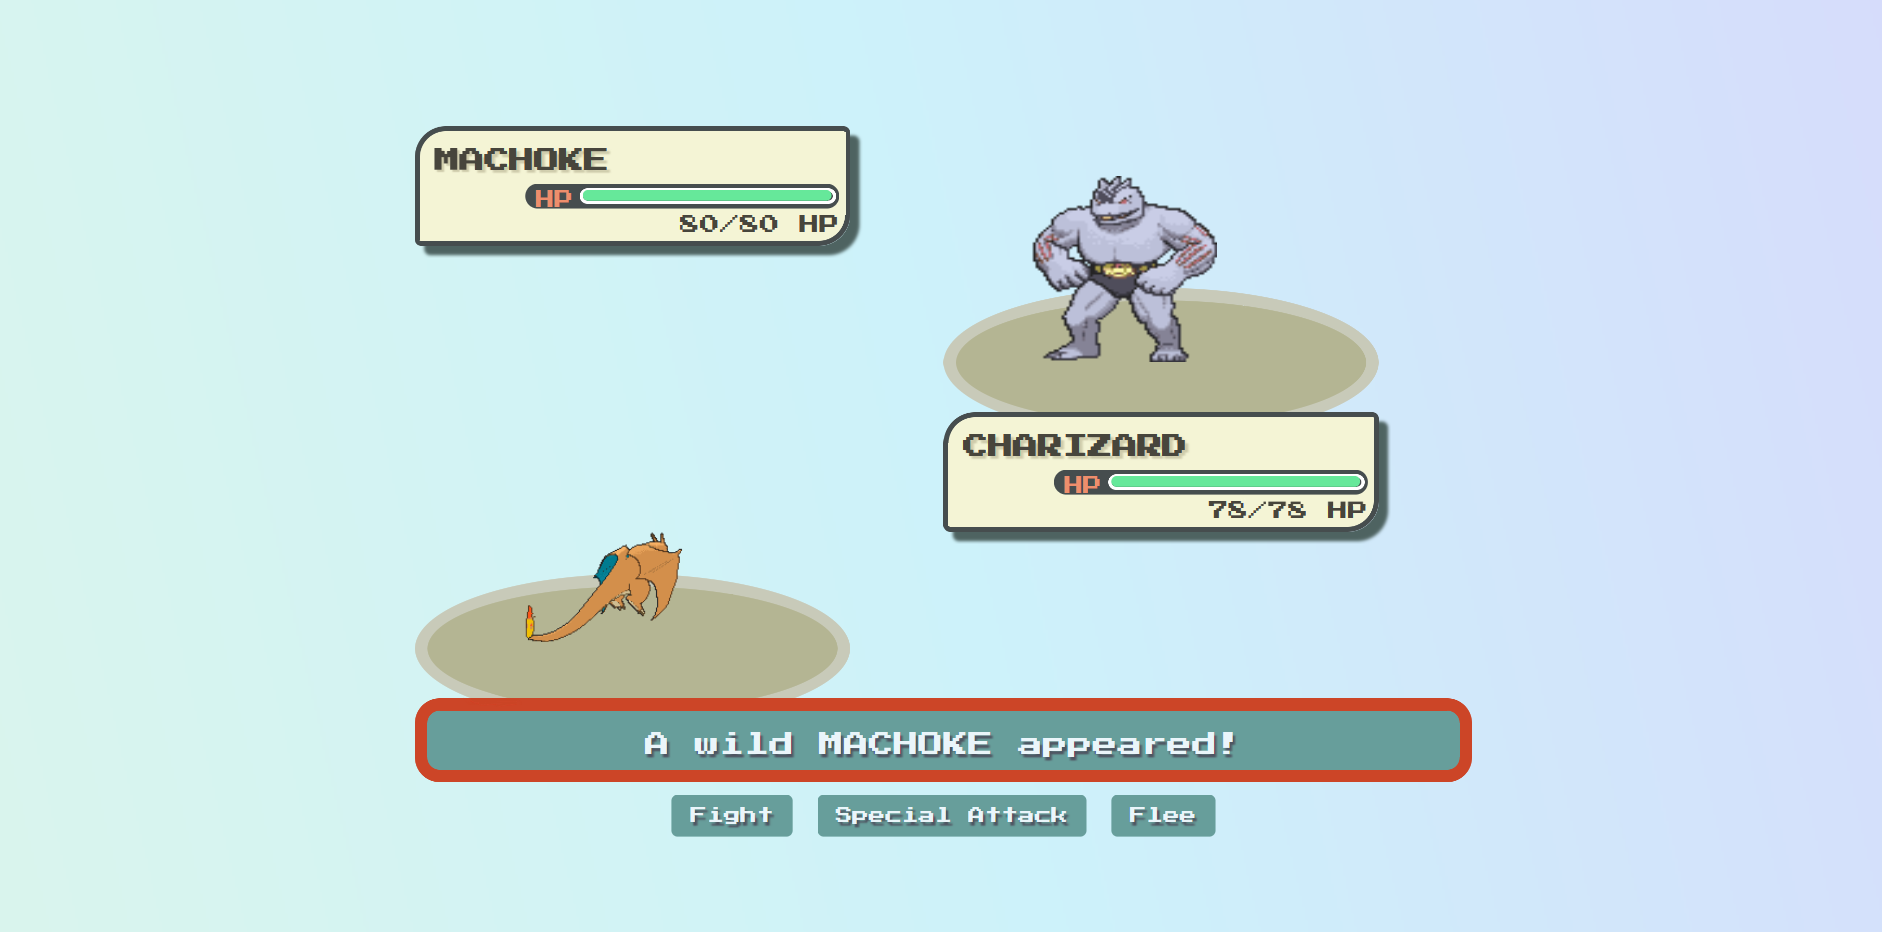 MACHOKE
HP
80/80 HP
CHARIZARD
HP
78/78 HP
A wild MACHOKE appeared!
Fight
Special Attack
Flee